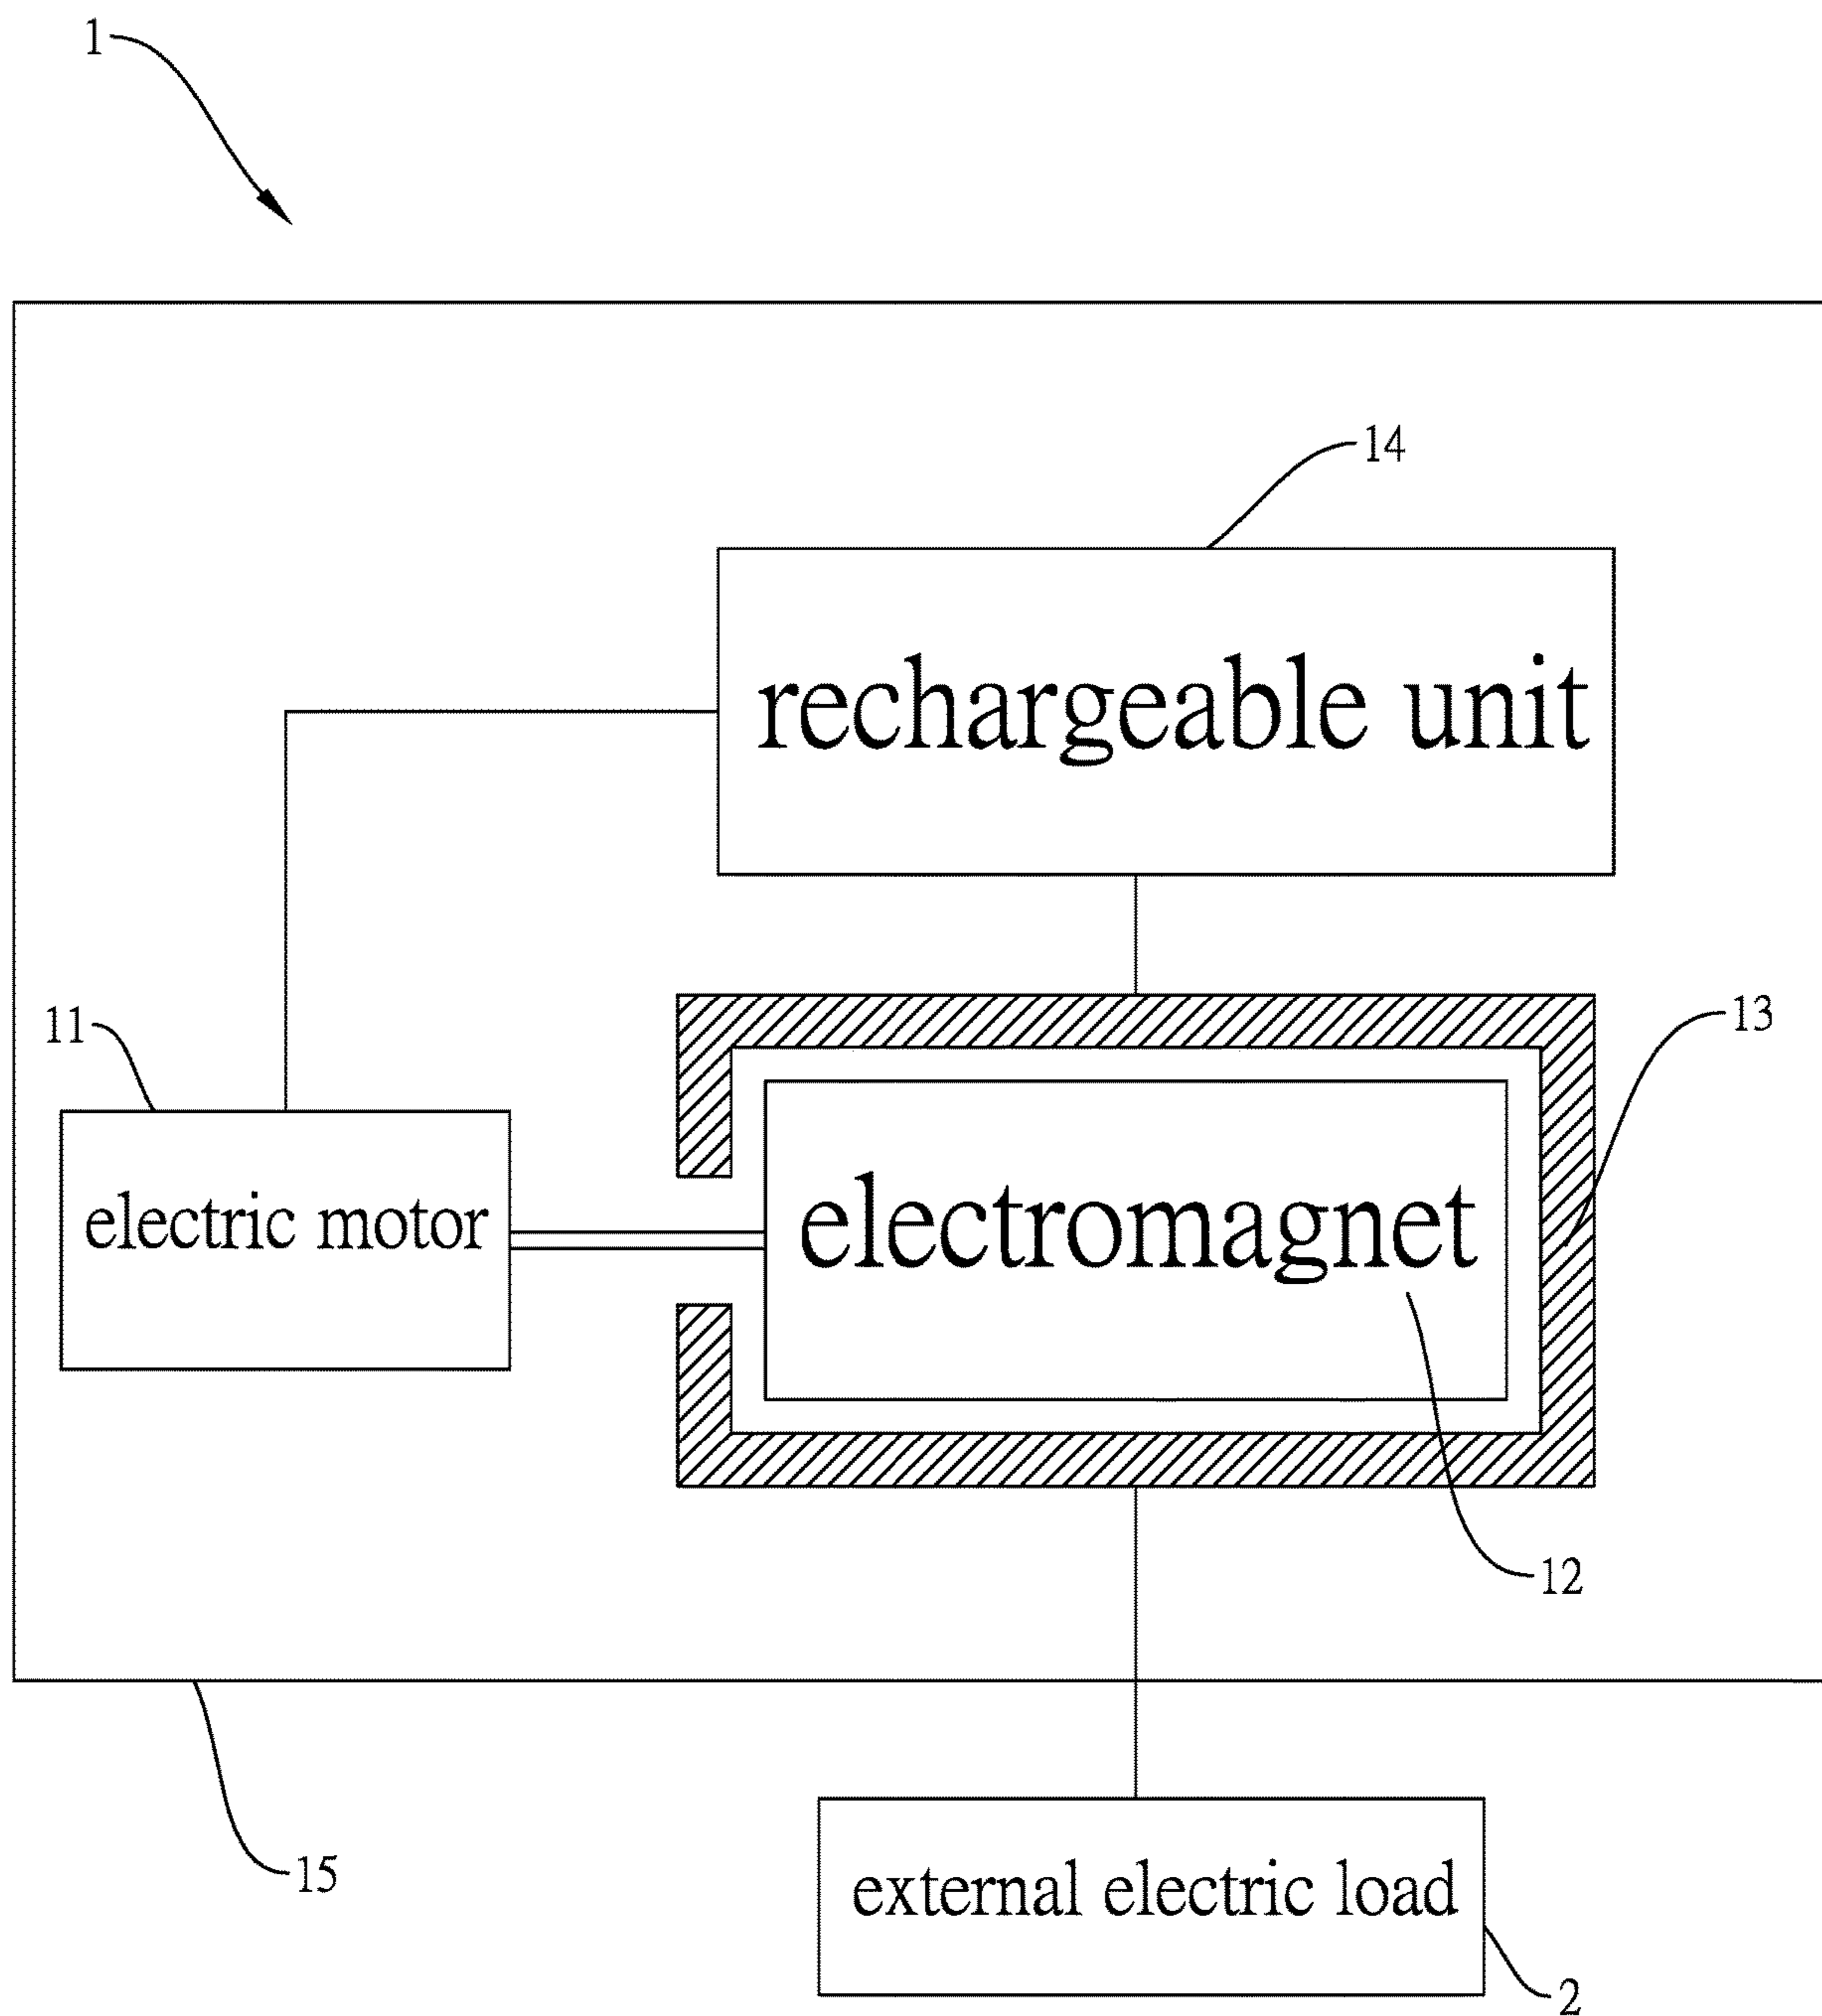 1
14
rechargeable unit
11
13
electric motor
electromagnet
12
15
external electric load
2